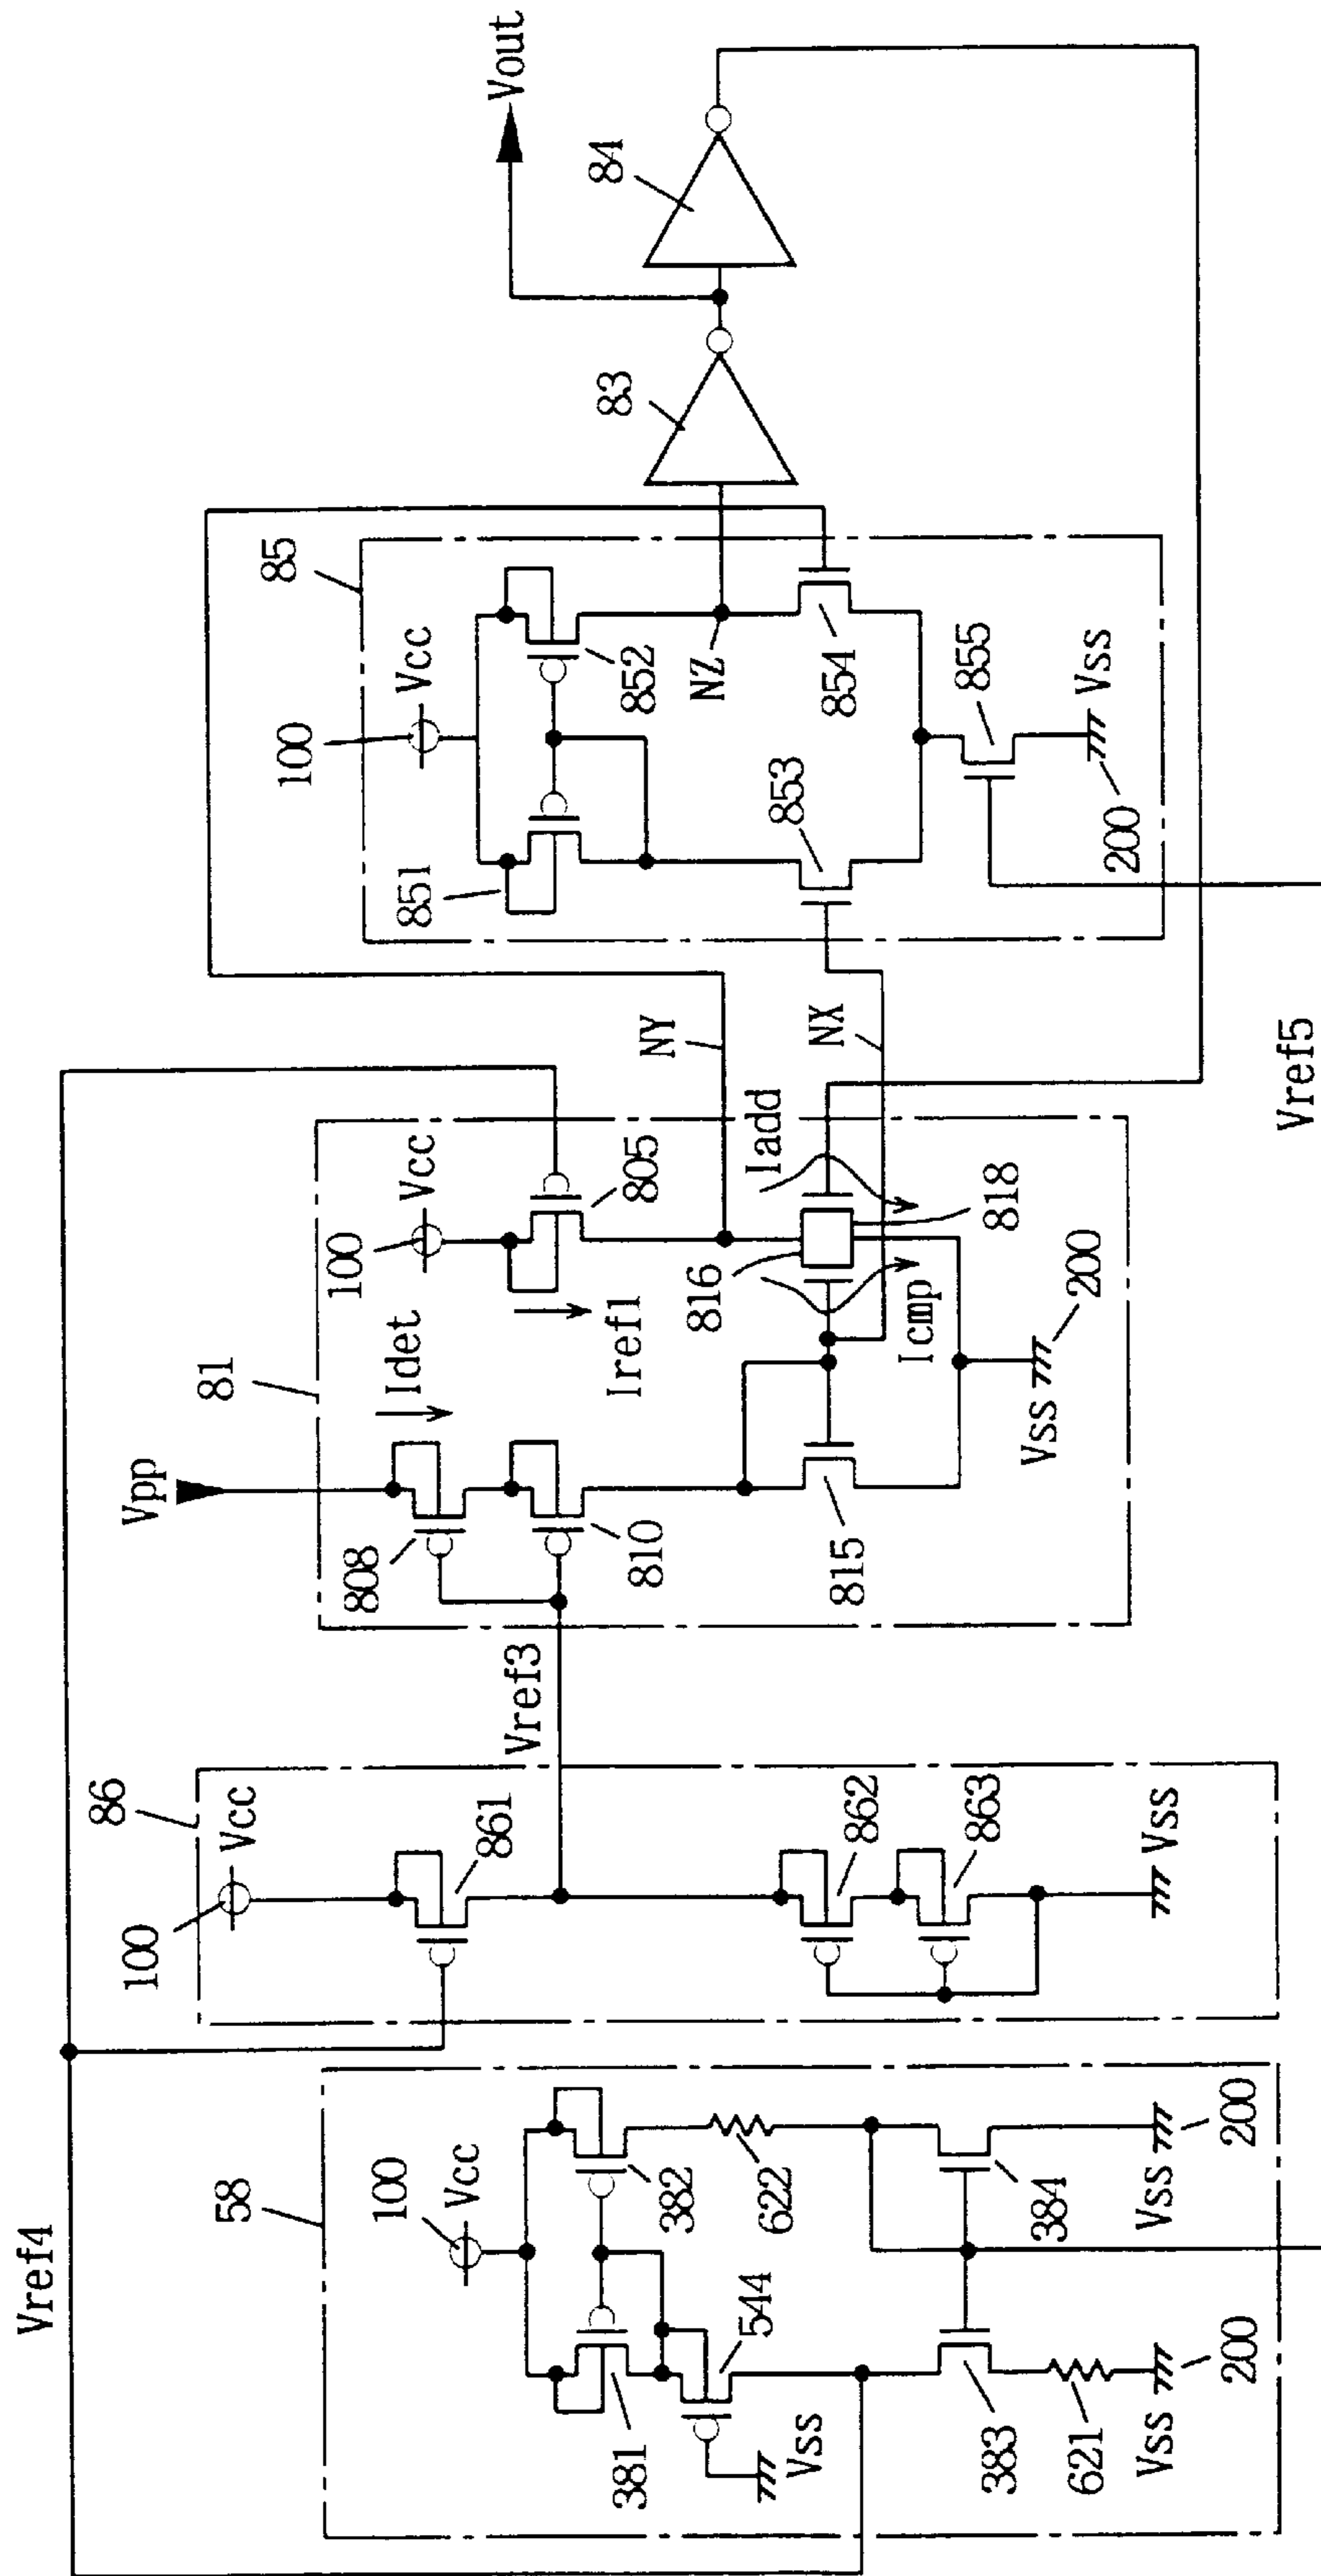 Vref4
58
100
Vcc
381
382
544
622
Vss
383
384
621
Vss
200
Vss
200
86
100
Vcc
861
Vref3
862
863
Vss
81
Vpp
Idet
808
810
100
Vcc
805
Iref1
NY
Iadd
816
818
Icmp
815
NX
Vss
200
85
100
Vcc
851
852
NZ
853
854
855
Vss
200
Vref5
83
84
Vout